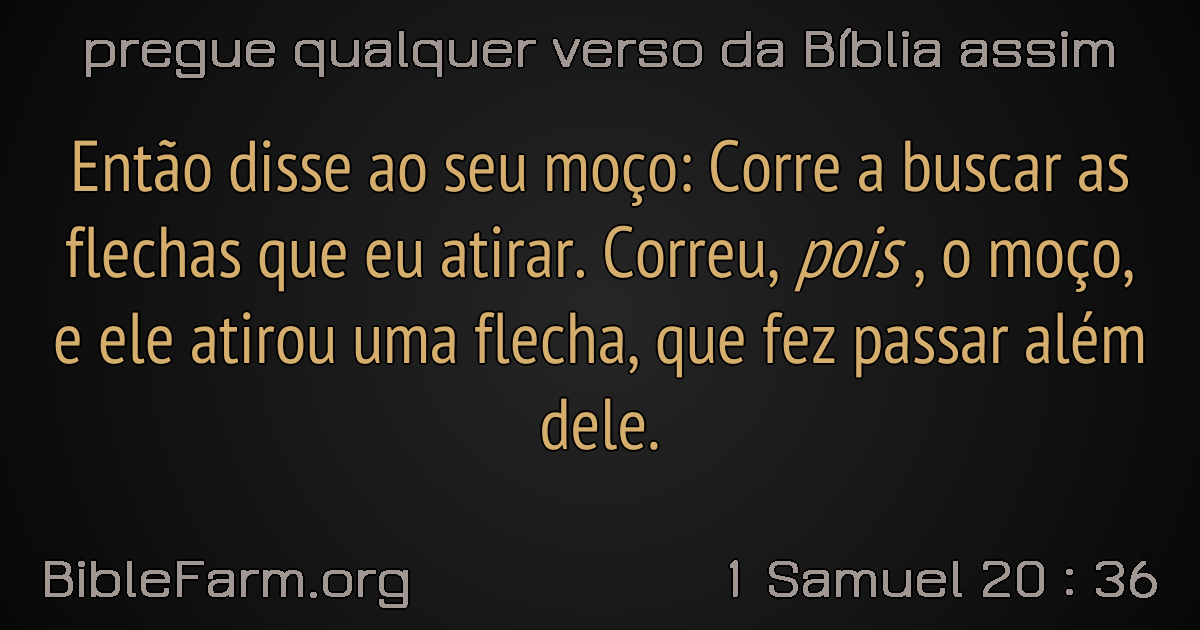 pregue qualquer verso da Bíblia assim
Então disse ao seu moço: Corre a buscar as
flechas que eu atirar. Correu, pois , o moço,
e ele atirou uma flecha, que fez passar além
dele.
BibleFarm.org
1 Samuel 20 : 36